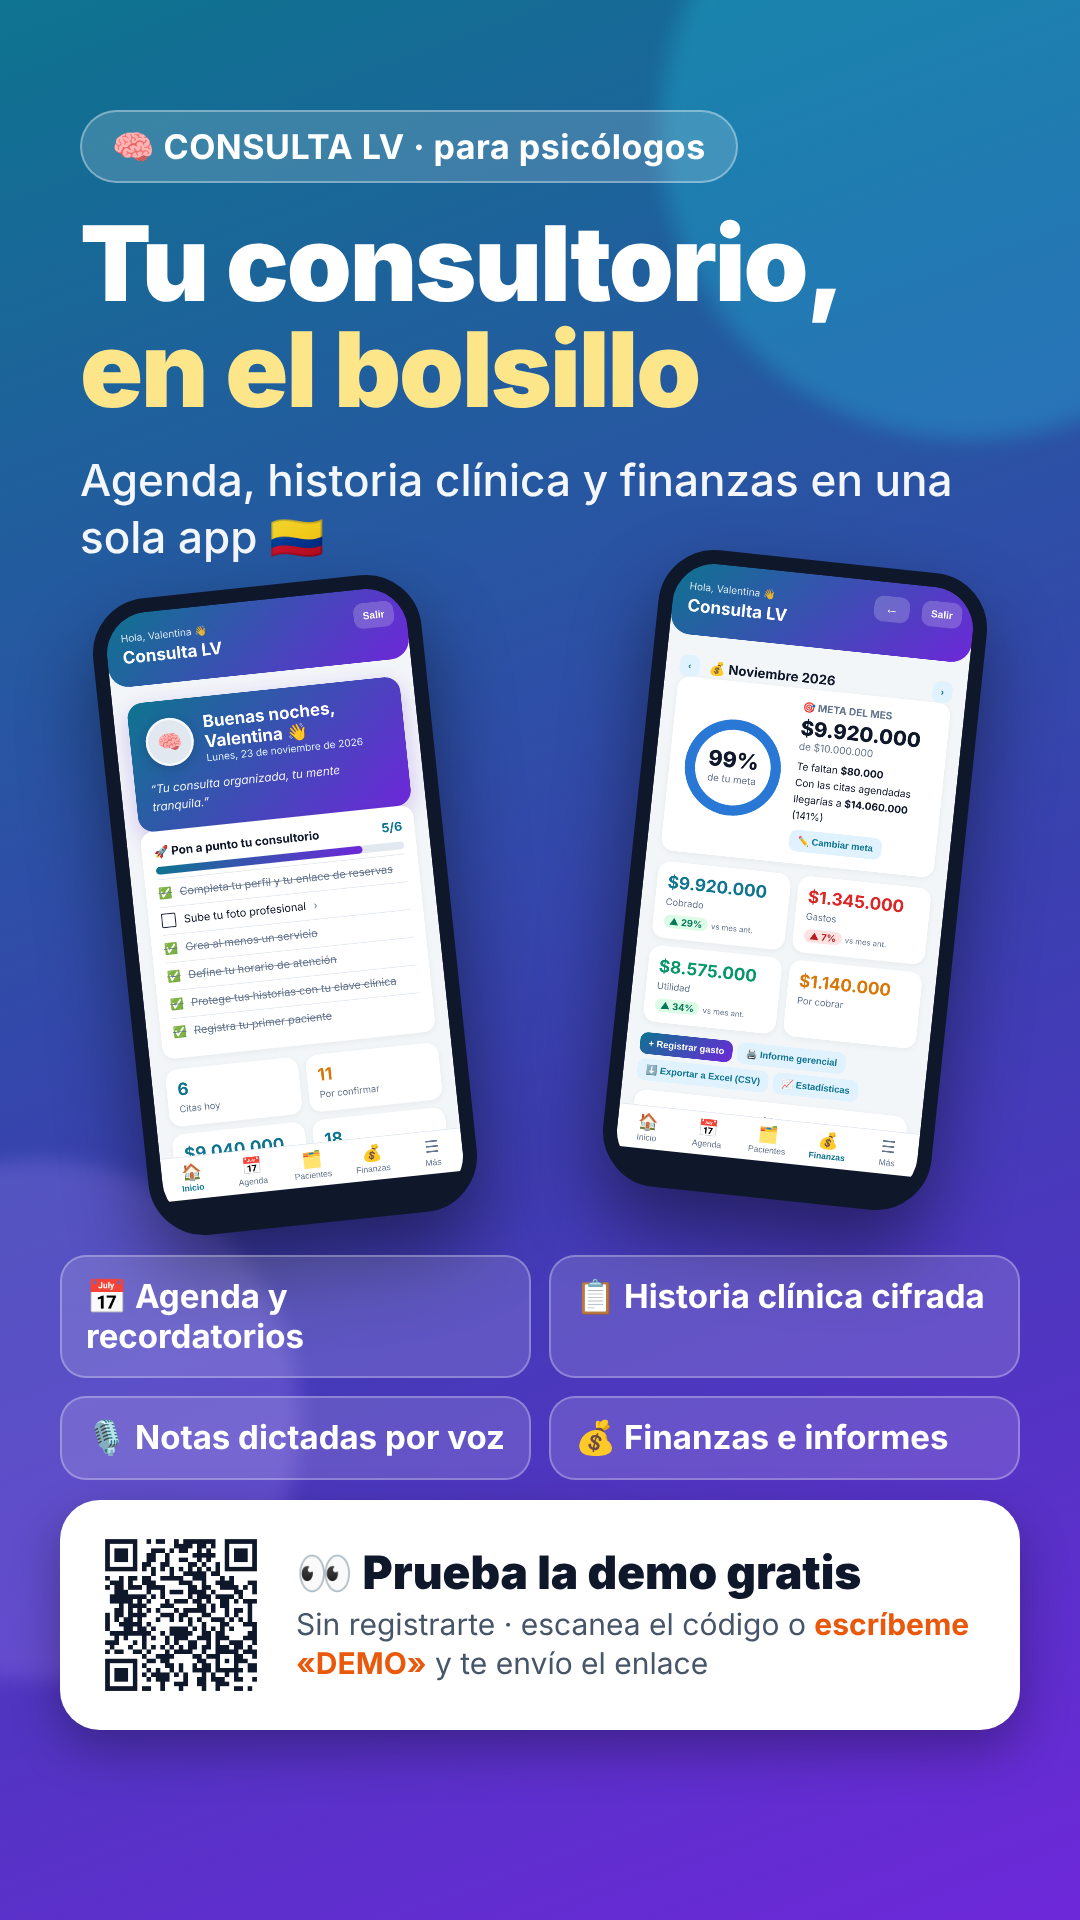 🧠 CONSULTA LV · para psicólogos
Tu consultorio,
en el bolsillo
Agenda, historia clínica y finanzas en una
sola app 🇨🇴
Hola, Valentina 👋
Consulta LV
Salir
🧠
Buenas noches,
Valentina 👋
Lunes, 23 de noviembre de 2026
“Tu consulta organizada, tu mente
tranquila.”
🚀 Pon a punto tu consultorio
5/6
✅ Completa tu perfil y tu enlace de reservas
Sube tu foto profesional ›
✅ Crea al menos un servicio
✅ Define tu horario de atención
✅ Protege tus historias con tu clave clínica
✅ Registra tu primer paciente
6
Citas hoy
11
Por confirmar
$9.040.000
18
🏠 Inicio
📅 Agenda
🗂️ Pacientes
💰 Finanzas
☰ Más
Hola, Valentina 👋
Consulta LV
←
Salir
‹
💰 Noviembre 2026
›
99%
de tu meta
🎯 META DEL MES
$9.920.000
de $10.000.000
Te faltan $80.000
Con las citas agendadas
llegarías a $14.060.000
(141%)
✏️ Cambiar meta
$9.920.000
Cobrado
▲ 29% vs mes ant.
$1.345.000
Gastos
▲ 7% vs mes ant.
$8.575.000
Utilidad
▲ 34% vs mes ant.
$1.140.000
Por cobrar
+ Registrar gasto
🖨️ Informe gerencial
⬇️ Exportar a Excel (CSV)
📈 Estadísticas
🏠 Inicio
📅 Agenda
🗂️ Pacientes
💰 Finanzas
☰ Más
📅 Agenda y
recordatorios
📋 Historia clínica cifrada
🎙️ Notas dictadas por voz
💰 Finanzas e informes
👀 Prueba la demo gratis
Sin registrarte · escanea el código o escríbeme
«DEMO» y te envío el enlace